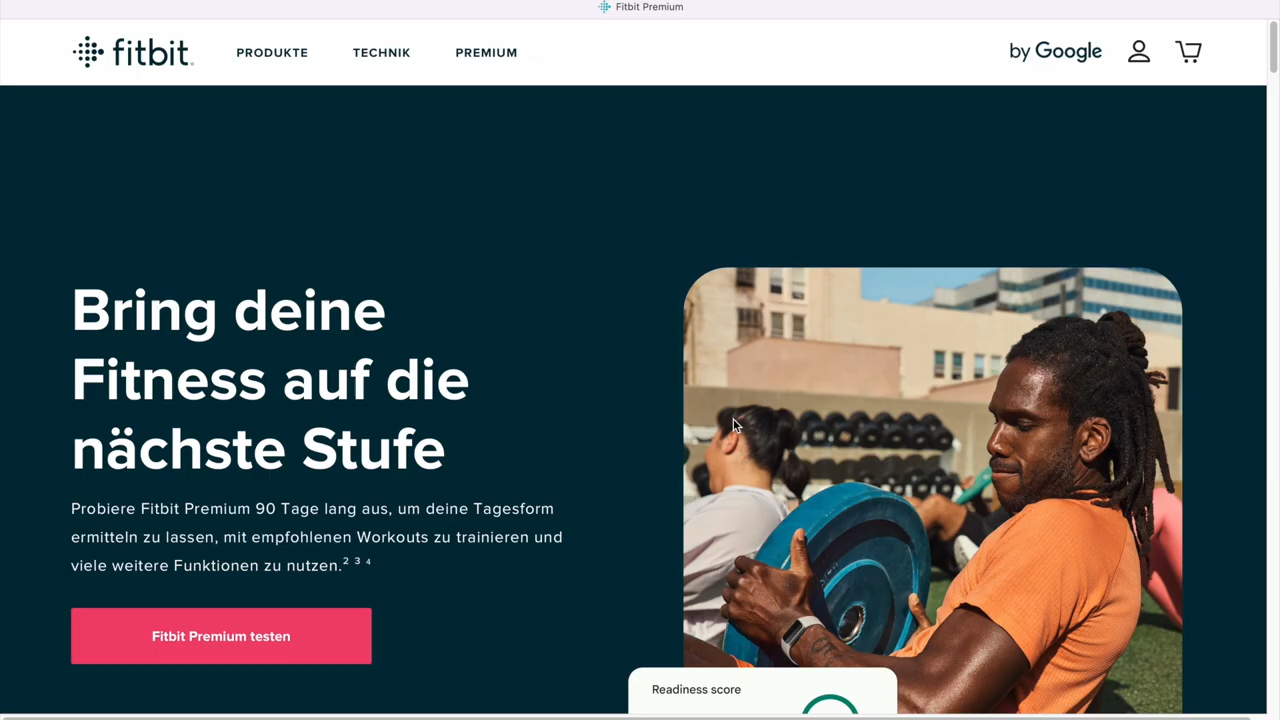 Fitbit Premium
fitbit.
PRODUKTE
TECHNIK
PREMIUM
by Google
Bring deine
Fitness auf die
nächste Stufe
Probiere Fitbit Premium 90 Tage lang aus, um deine Tagesform
ermitteln zu lassen, mit empfohlenen Workouts zu trainieren und
viele weitere Funktionen zu nutzen.² ³ ⁴
Fitbit Premium testen
Readiness score